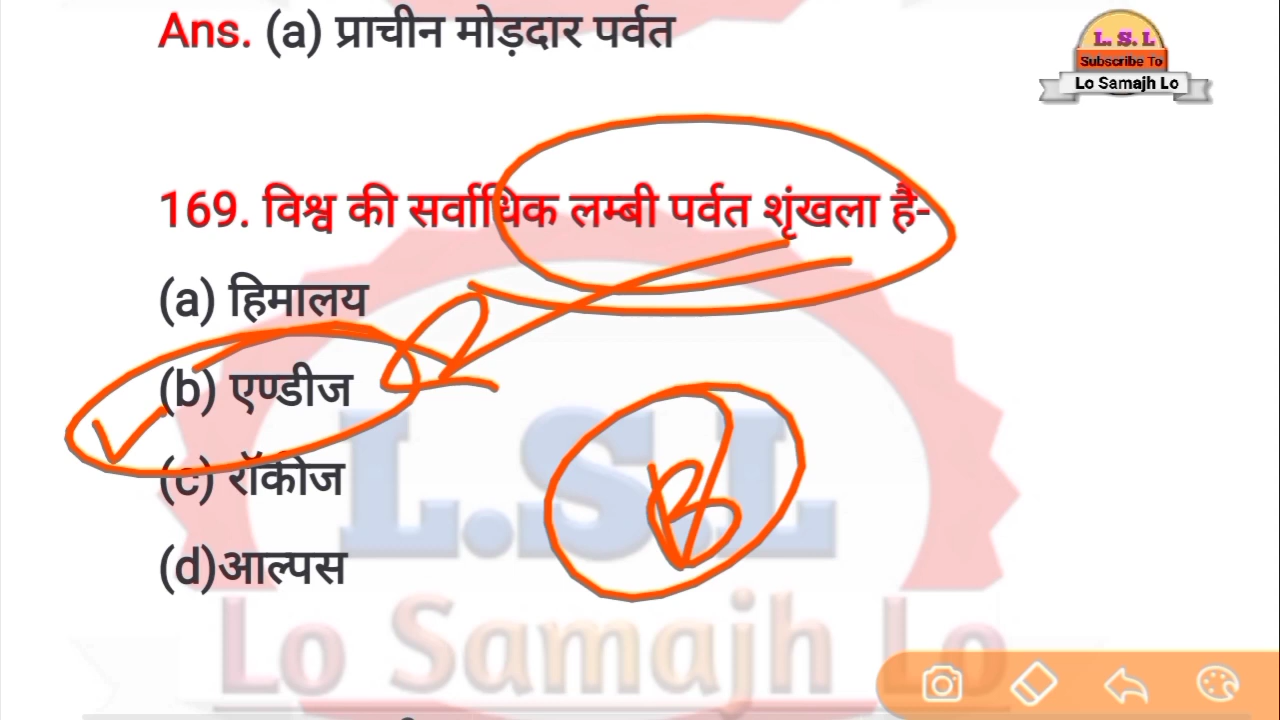 Ans. (a) प्राचीन मोड़दार पर्वत
L. S. L
Subscribe To
Lo Samajh Lo
169. विश्व की सर्वाधिक लम्बी पर्वत शृंखला है-
(a) हिमालय
(b) एण्डीज
(c) रॉकीज
(d)आल्पस
B
L.S.L
Lo Samajh Lo